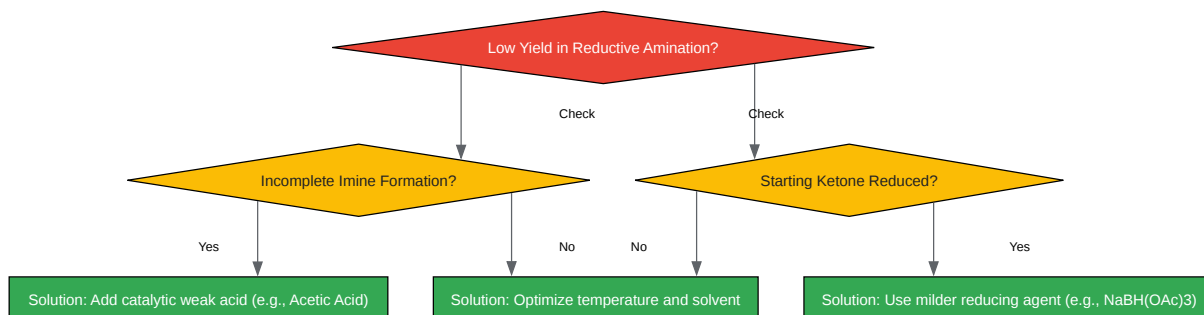 Low Yield in Reductive Amination?
Check
Check
Incomplete Imine Formation?
Starting Ketone Reduced?
Yes
No
No
Yes
Solution: Add catalytic weak acid (e.g., Acetic Acid)
Solution: Optimize temperature and solvent
Solution: Use milder reducing agent (e.g., NaBH(OAc)3)